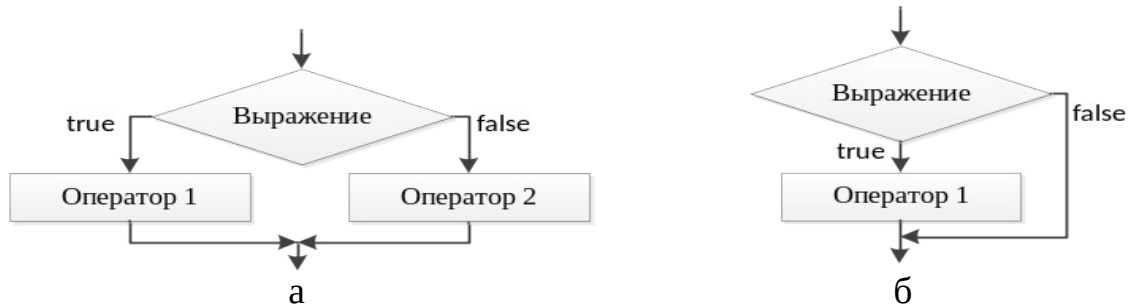 Выражение
true
false
Оператор 1
Оператор 2
а
Выражение
false
true
Оператор 1
б